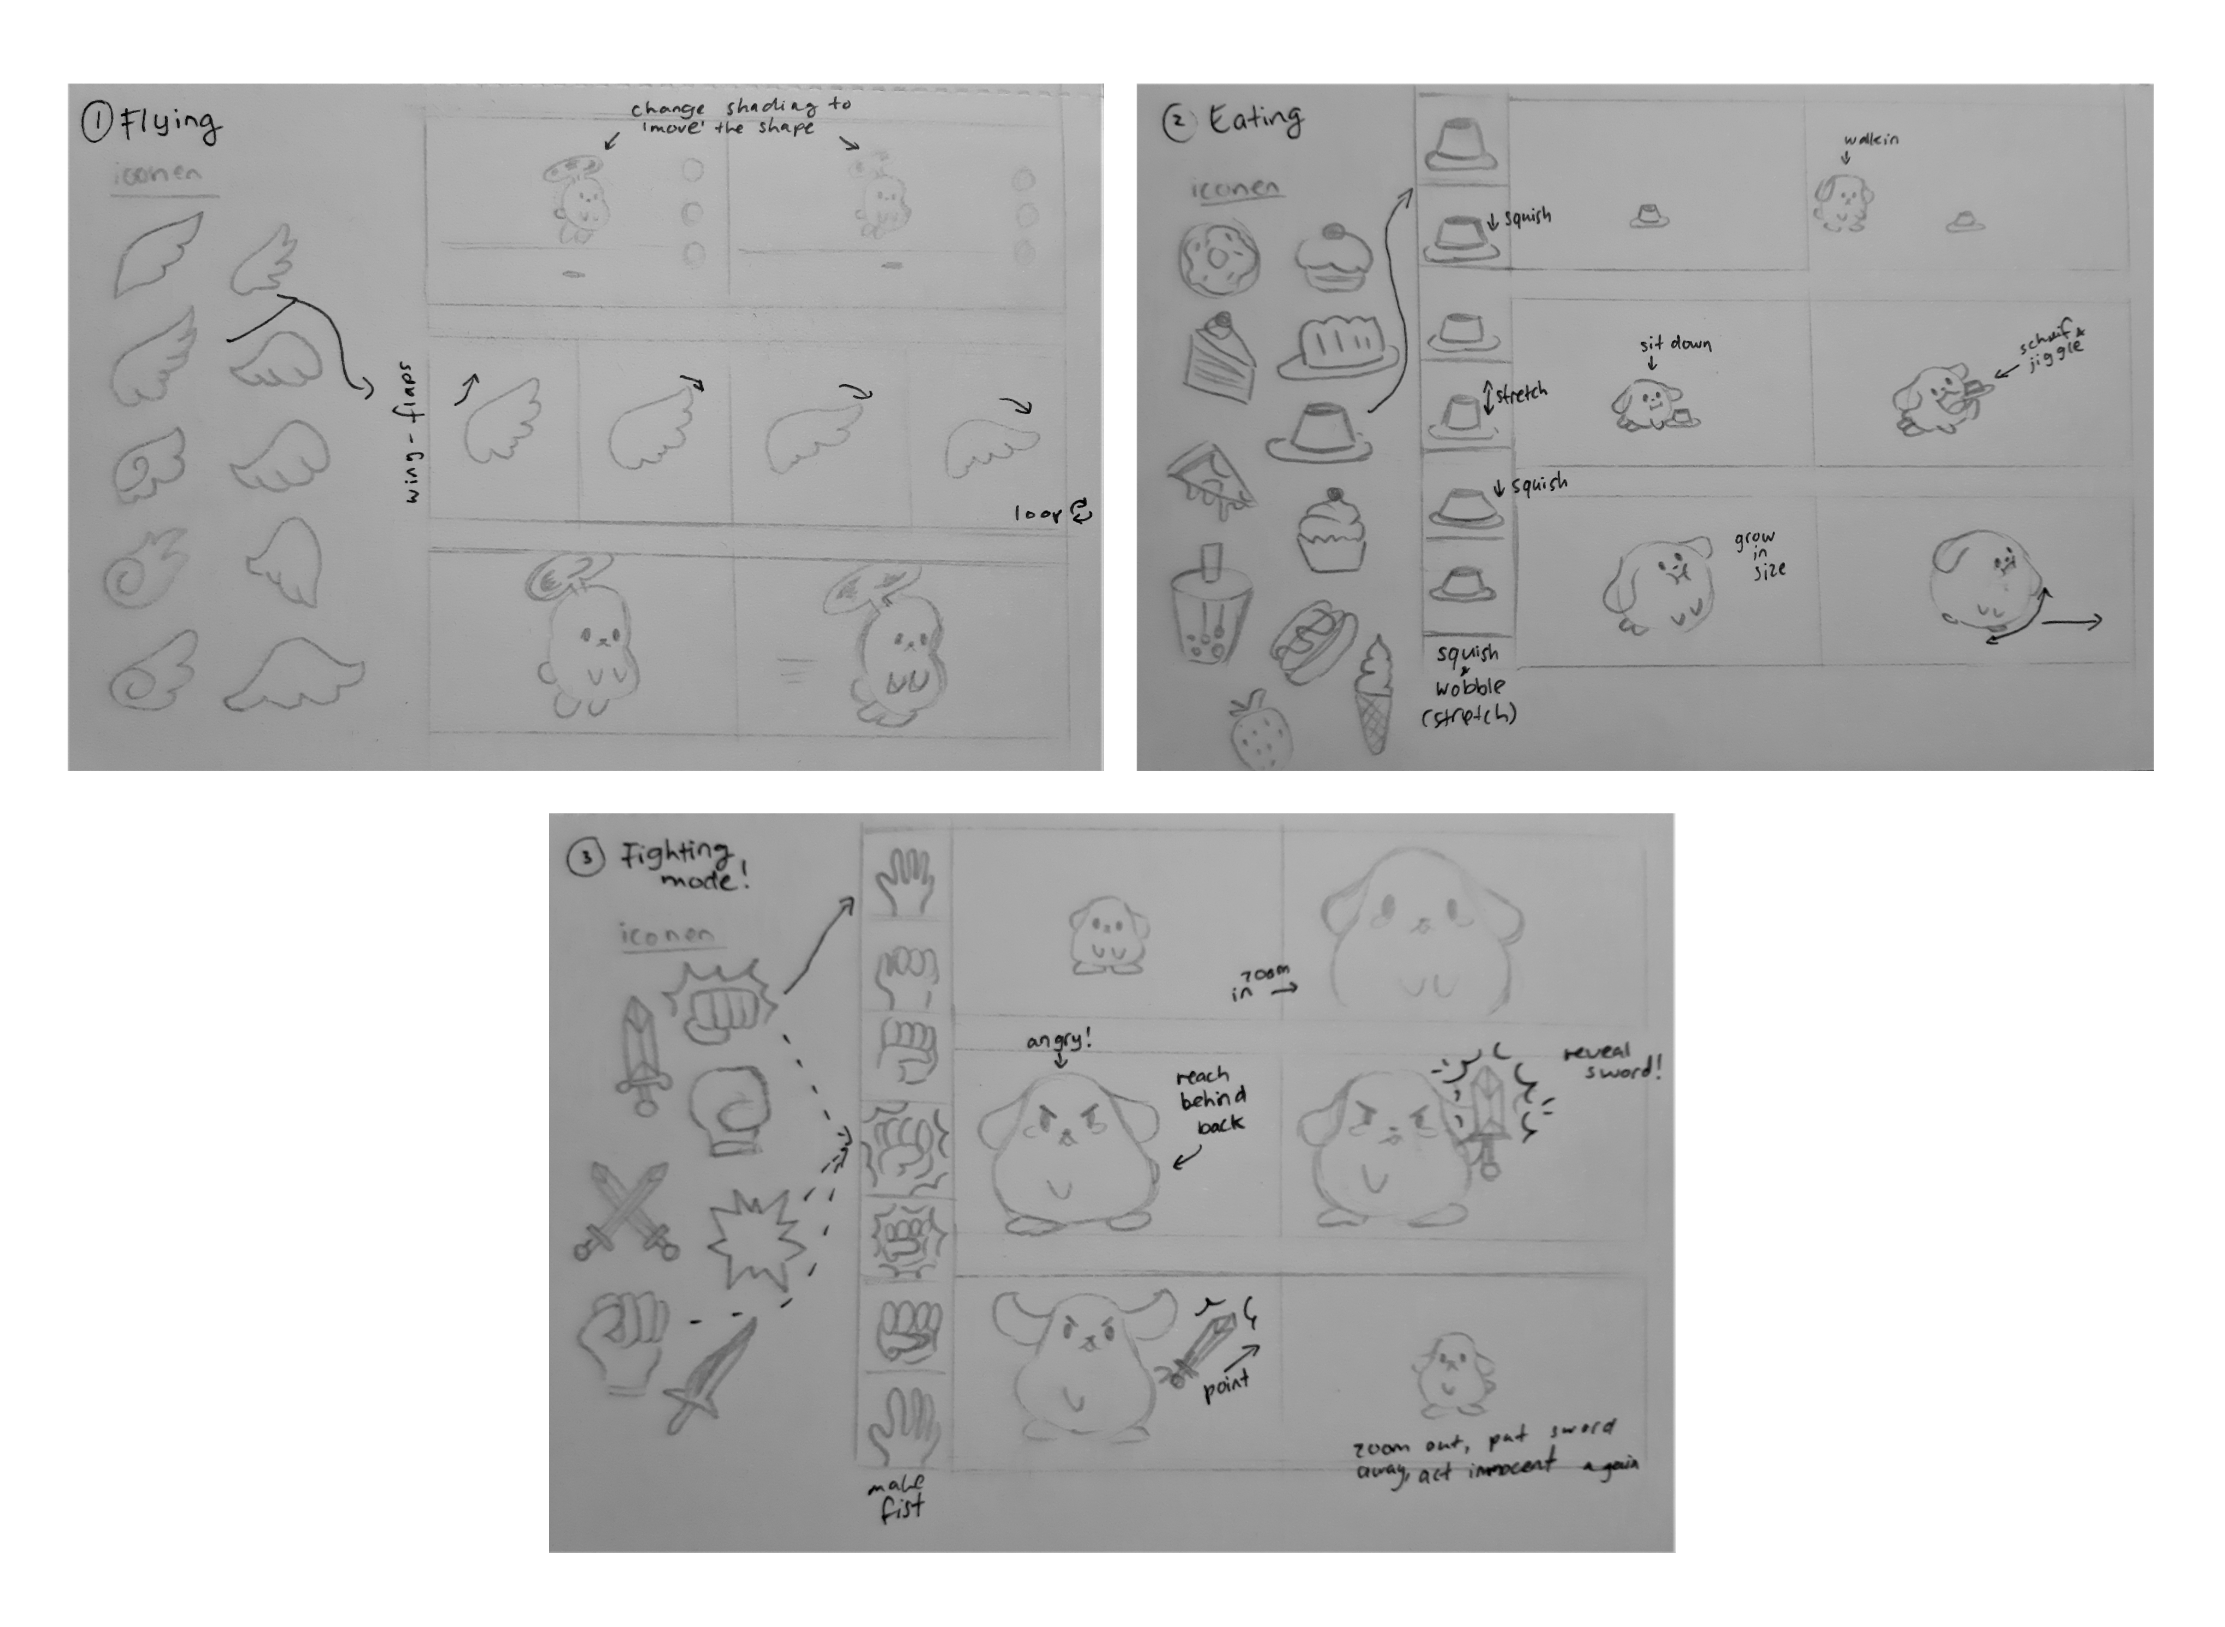 ① Flying
iconen
change shading to
'move' the shape
wing-flaps
loop
② Eating
iconen
squish
stretch
squish
squish
&
wobble
(stretch)
walk in
sit down
jiggle
grow
in
size
③ Fighting
mode!
iconen
make
fist
zoom
in
angry!
reach
behind
back
reveal
sword!
point
zoom out, put sword
away, act innocent again